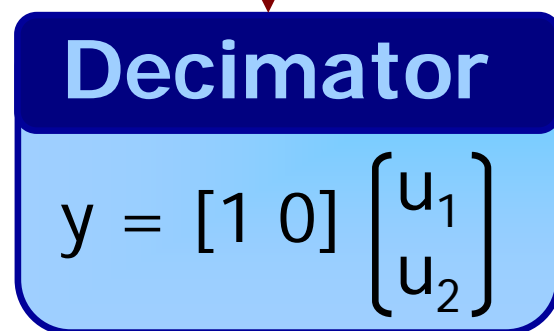 Decimator
y = [1 0] [u₁
u₂]